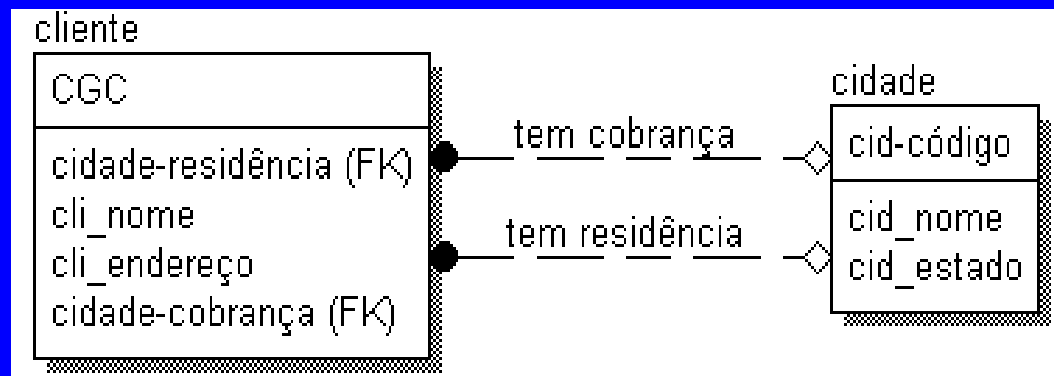 cliente
CGC
cidade-residência (FK)
cli_nome
cli_endereço
cidade-cobrança (FK)
tem cobrança
tem residência
cidade
cid-código
cid_nome
cid_estado